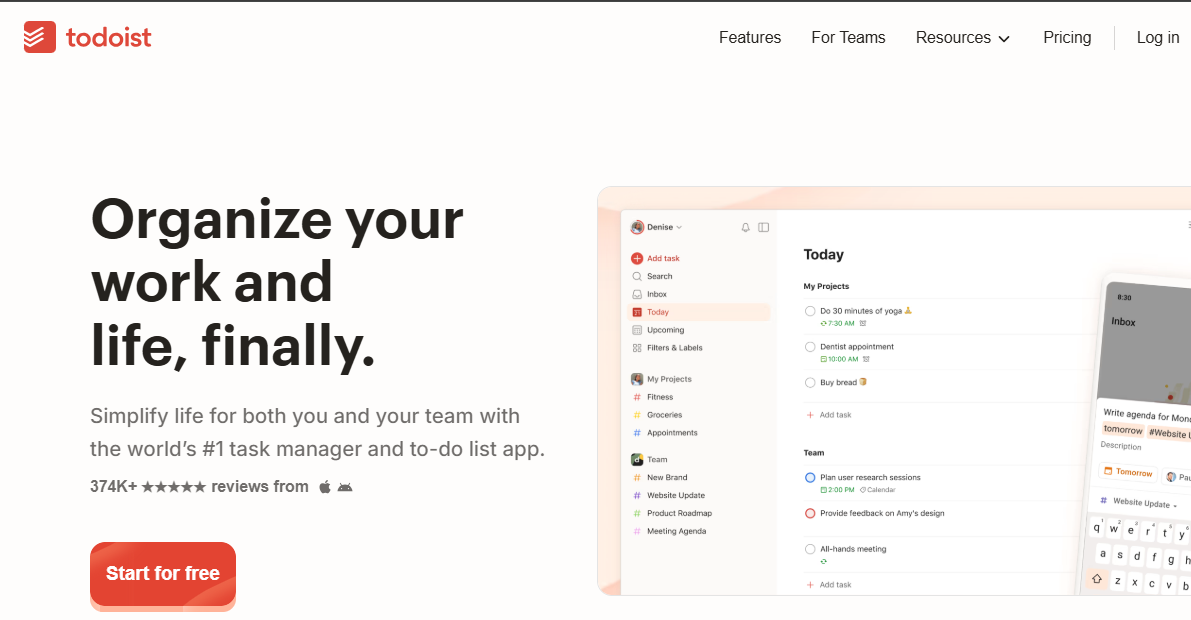 todoist
Features
For Teams
Resources
Pricing
Log in
Organize your
work and
life, finally.
Simplify life for both you and your team with
the world’s #1 task manager and to-do list app.
374K+ ★★★★★ reviews from
Start for free
Denise
Add task
Search
Inbox
Today
Upcoming
Filters & Labels
My Projects
# Fitness
# Groceries
# Appointments
Team
# New Brand
# Website Update
# Product Roadmap
# Meeting Agenda
Today
My Projects
Do 30 minutes of yoga 🧘
7:30 AM
Dentist appointment
10:00 AM
Buy bread 🍞
+ Add task
Team
Plan user research sessions
2:00 PM Calendar
Provide feedback on Amy's design
All-hands meeting
+ Add task
8:30
Inbox
Write agenda for Mon
tomorrow #Website
Description
Tomorrow
# Website Update
q 1 w 2 e 3 r 4 t 5 y 6
a s d f g h
z x c v b